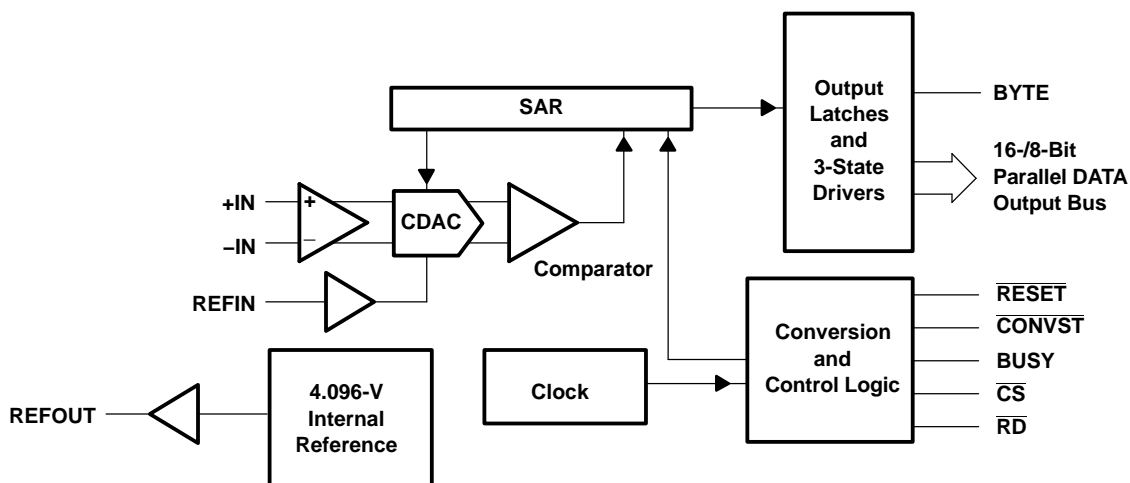 SAR
Output
Latches
and
3-State
Drivers
BYTE
16-/8-Bit
Parallel DATA
Output Bus
+IN
–IN
+
–
CDAC
Comparator
REFIN
REFOUT
4.096-V
Internal
Reference
Clock
Conversion
and
Control Logic
RESET
CONVST
BUSY
CS
RD